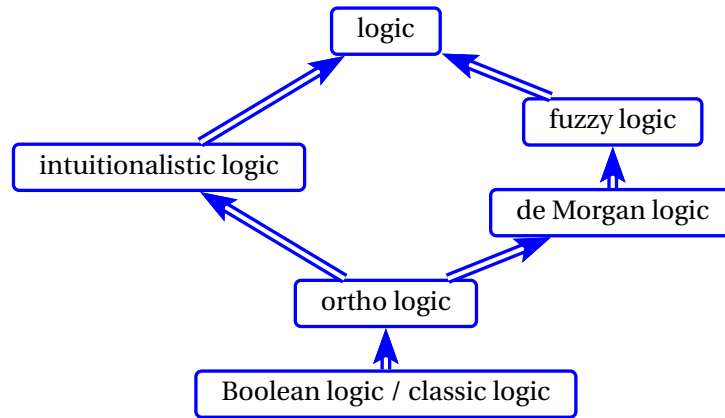 logic
fuzzy logic
intuitionalistic logic
de Morgan logic
ortho logic
Boolean logic / classic logic